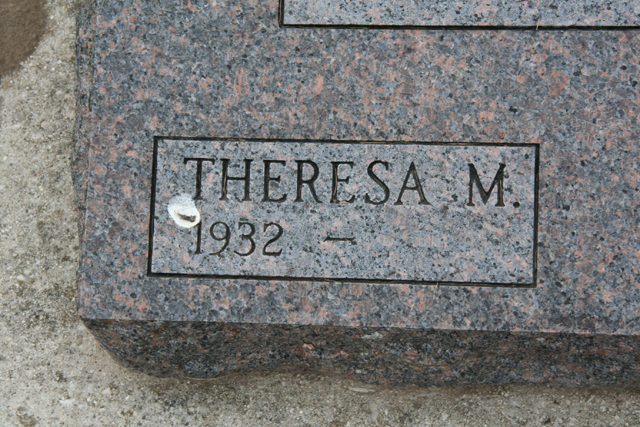 THERESA M.
1932 –